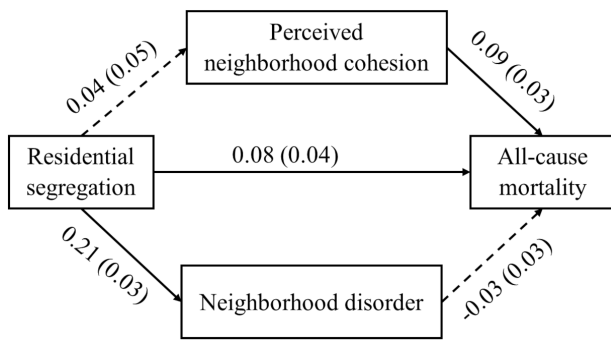 Perceived
neighborhood cohesion
0.04 (0.05)
0.09 (0.03)
Residential
segregation
0.08 (0.04)
All-cause
mortality
0.21 (0.03)
Neighborhood disorder
-0.03 (0.03)